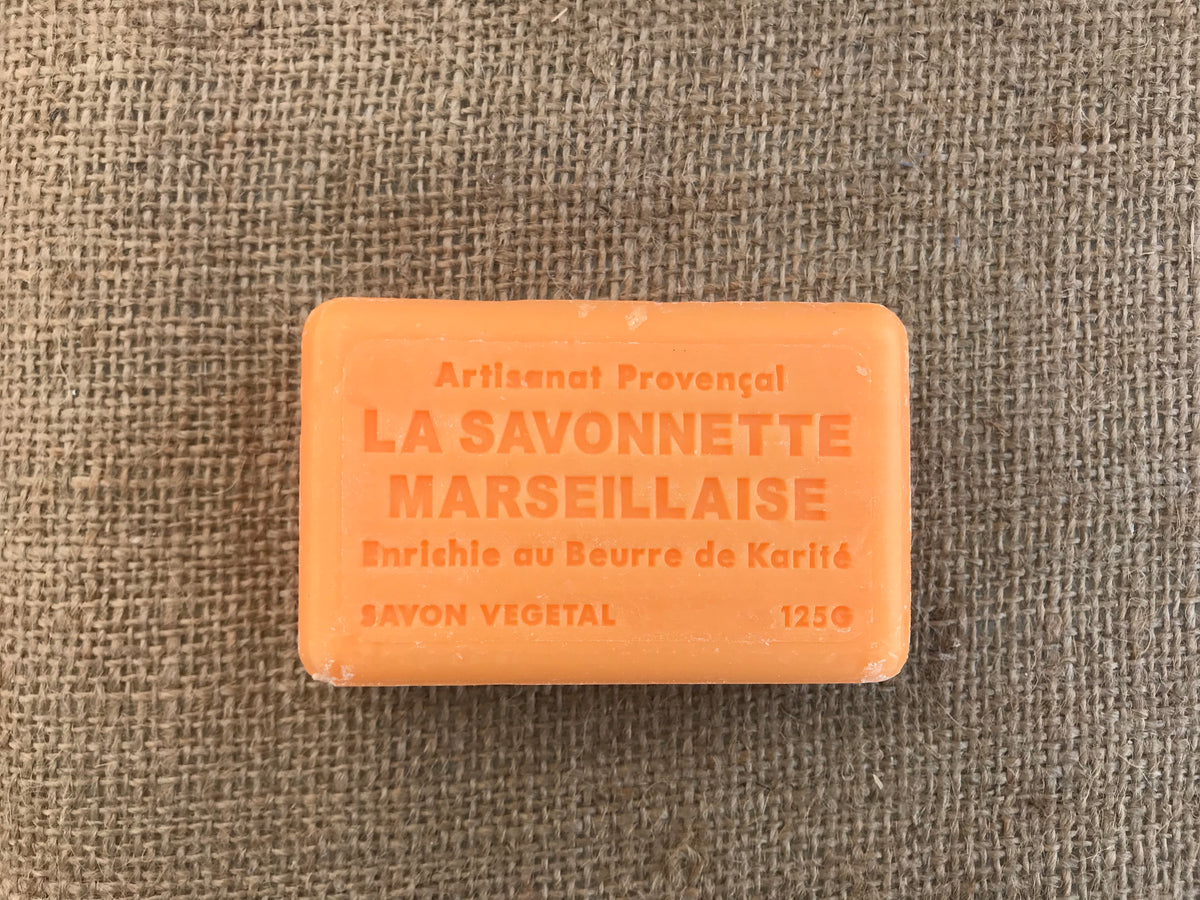 Artisanat Provençal
LA SAVONNETTE
MARSEILLAISE
Enrichie au Beurre de Karité
SAVON VEGETAL 125G